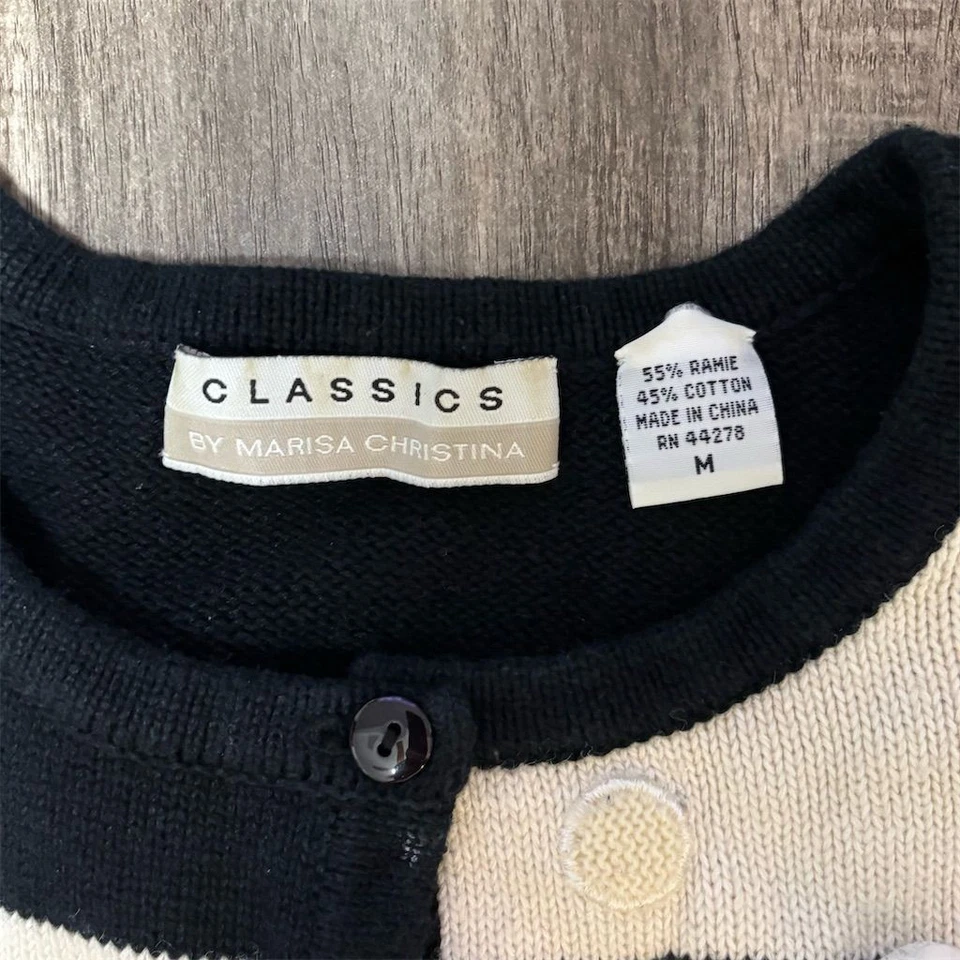 CLASSICS
BY MARISA CHRISTINA
55% RAMIE
45% COTTON
MADE IN CHINA
RN 44278
M